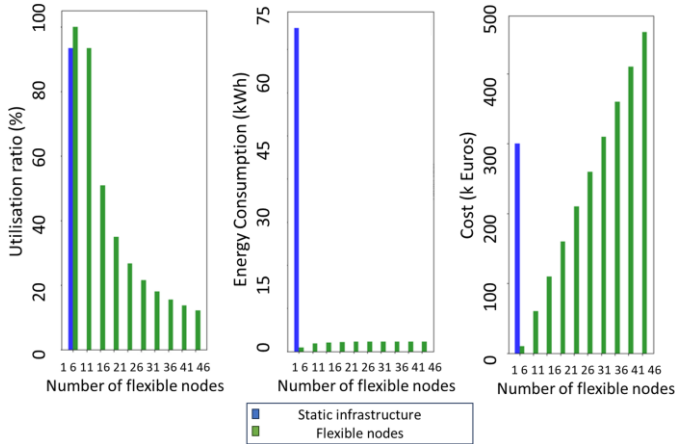 Utilisation ratio (%)
0 20 40 60 80 100
1 6 11 16 21 26 31 36 41 46
Number of flexible nodes
Energy Consumption (kWh)
0 15 30 45 60 75
1 6 11 16 21 26 31 36 41 46
Number of flexible nodes
Cost (k Euros)
0 100 200 300 400 500
1 6 11 16 21 26 31 36 41 46
Number of flexible nodes
Static infrastructure
Flexible nodes